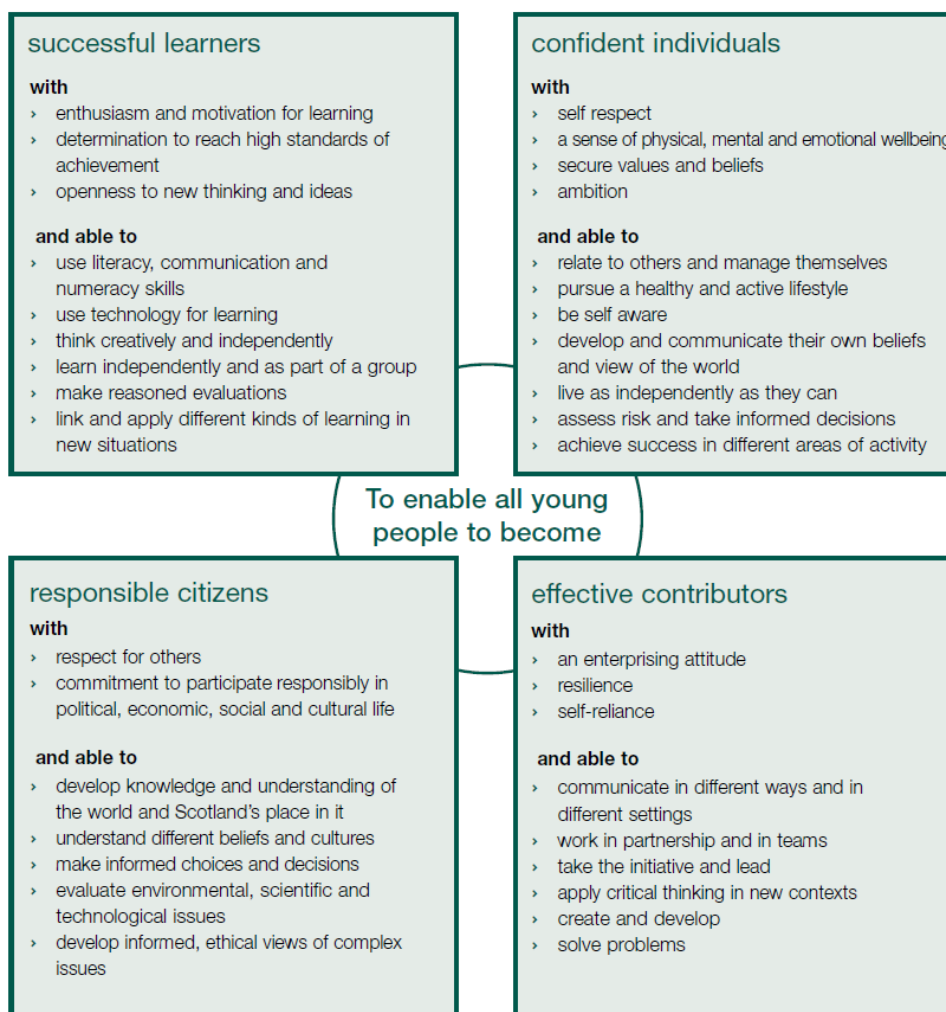 successful learners
with
› enthusiasm and motivation for learning
› determination to reach high standards of
achievement
› openness to new thinking and ideas
and able to
› use literacy, communication and
numeracy skills
› use technology for learning
› think creatively and independently
› learn independently and as part of a group
› make reasoned evaluations
› link and apply different kinds of learning in
new situations
confident individuals
with
› self respect
› a sense of physical, mental and emotional wellbeing
› secure values and beliefs
› ambition
and able to
› relate to others and manage themselves
› pursue a healthy and active lifestyle
› be self aware
› develop and communicate their own beliefs
and view of the world
› live as independently as they can
› assess risk and take informed decisions
› achieve success in different areas of activity
To enable all young
people to become
responsible citizens
with
› respect for others
› commitment to participate responsibly in
political, economic, social and cultural life
and able to
› develop knowledge and understanding of
the world and Scotland's place in it
› understand different beliefs and cultures
› make informed choices and decisions
› evaluate environmental, scientific and
technological issues
› develop informed, ethical views of complex
issues
effective contributors
with
› an enterprising attitude
› resilience
› self-reliance
and able to
› communicate in different ways and in
different settings
› work in partnership and in teams
› take the initiative and lead
› apply critical thinking in new contexts
› create and develop
› solve problems